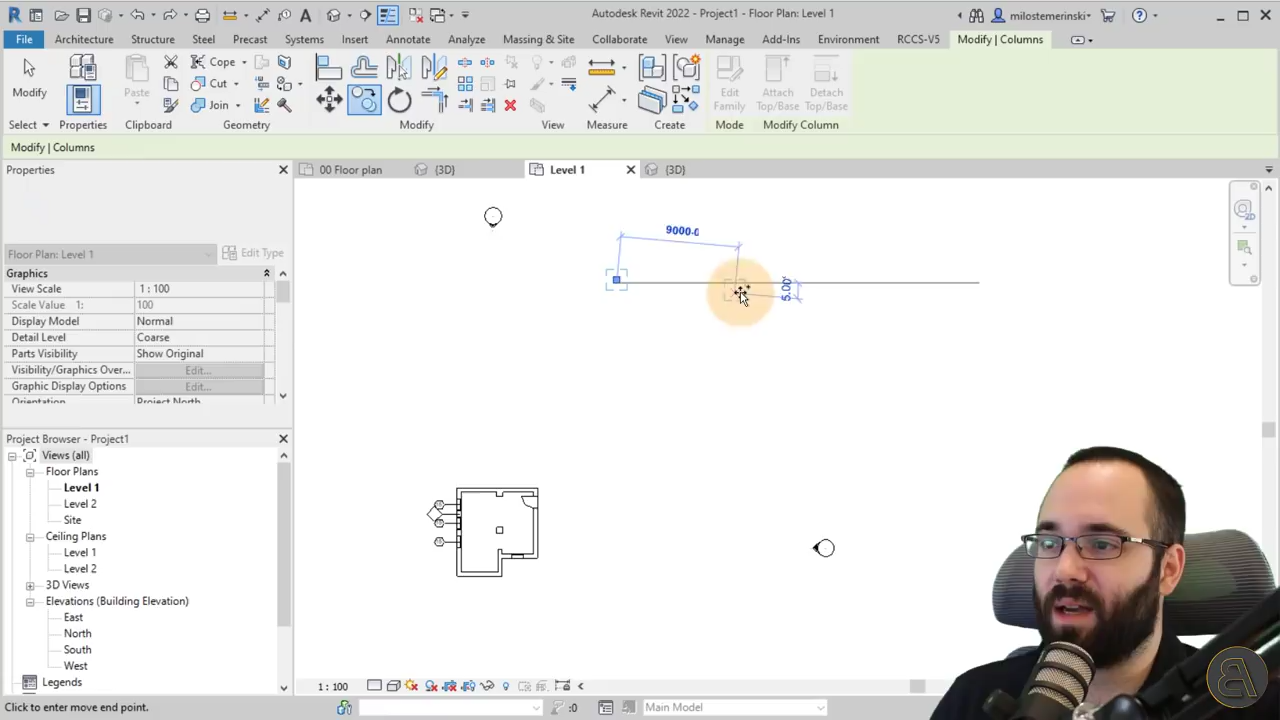 Autodesk Revit 2022 - Project1 - Floor Plan: Level 1
milostemerinski
File Architecture Structure Steel Precast Systems Insert Annotate Analyze Massing & Site Collaborate View Manage Add-Ins Environment RCCS-V5 Modify | Columns
Modify
Paste
Cope
Cut
Join
Edit Family
Attach Top/Base
Detach Top/Base
Select Properties Clipboard Geometry Modify View Measure Create Mode Modify Column
Modify | Columns
Properties
00 Floor plan
{3D}
Level 1
{3D}
Floor Plan: Level 1
Edit Type
Graphics
View Scale 1 : 100
Scale Value 1: 100
Display Model Normal
Detail Level Coarse
Parts Visibility Show Original
Visibility/Graphics Over... Edit...
Graphic Display Options Edit...
Orientation Project North
9000.0
5.00°
Project Browser - Project1
Views (all)
Floor Plans
Level 1
Level 2
Site
Ceiling Plans
Level 1
Level 2
3D Views
Elevations (Building Elevation)
East
North
South
West
Legends
1 : 100
Click to enter move end point.
:0
Main Model